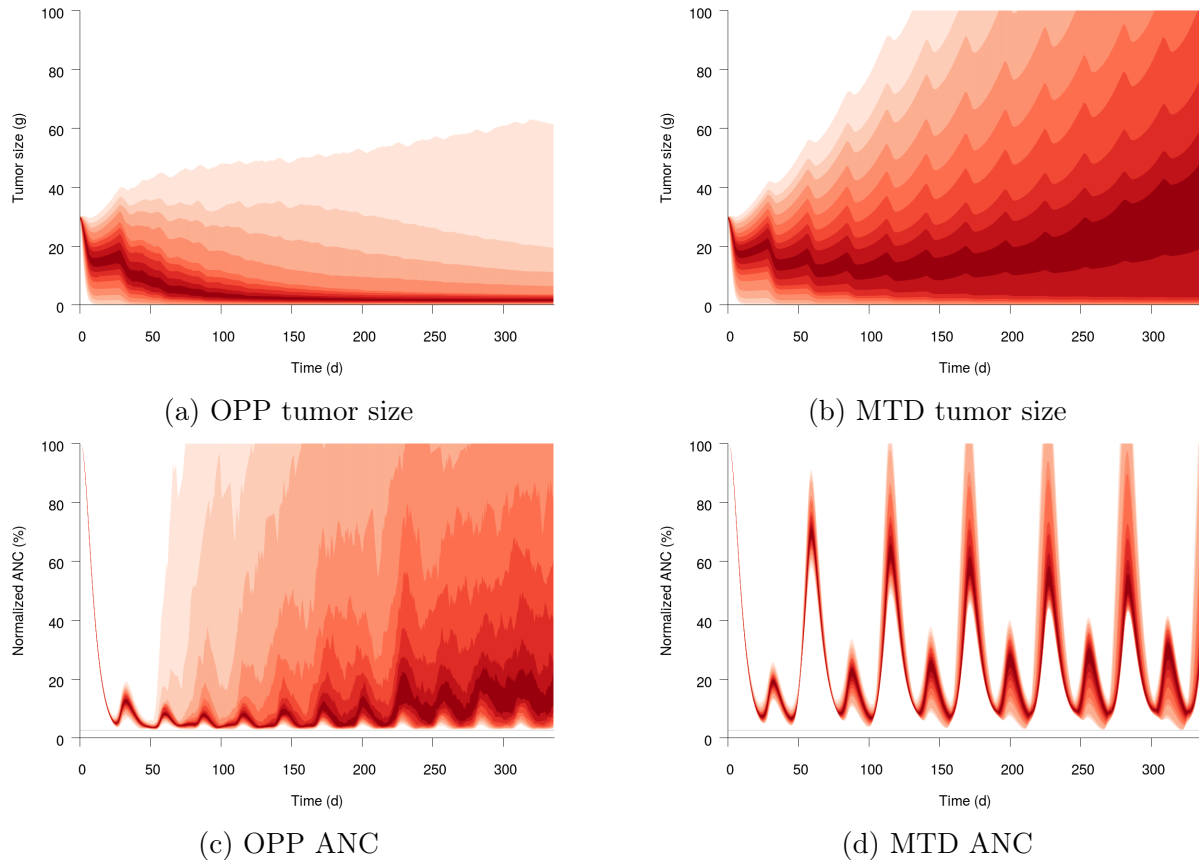 100
80
60
40
20
0
Tumor size (g)
0 50 100 150 200 250 300
Time (d)
(a) OPP tumor size
100
80
60
40
20
0
Tumor size (g)
0 50 100 150 200 250 300
Time (d)
(b) MTD tumor size
100
80
60
40
20
0
Normalized ANC (%)
0 50 100 150 200 250 300
Time (d)
(c) OPP ANC
100
80
60
40
20
0
Normalized ANC (%)
0 50 100 150 200 250 300
Time (d)
(d) MTD ANC